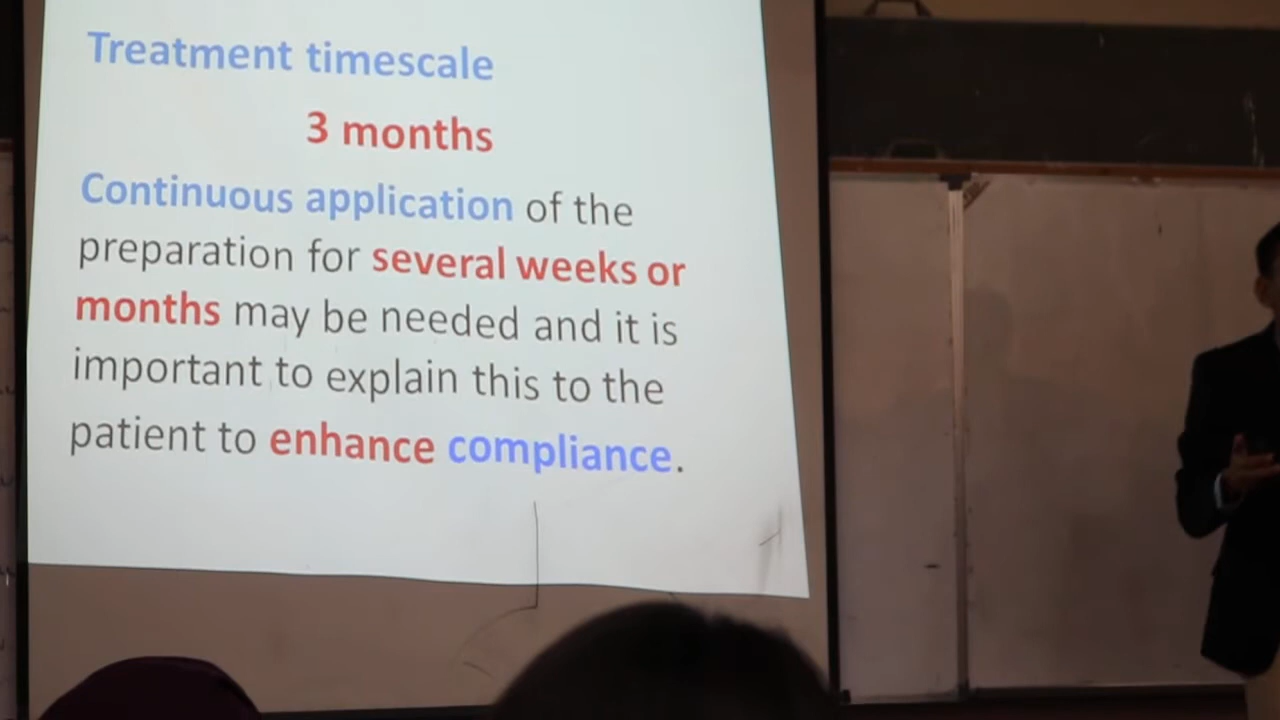 Treatment timescale
3 months
Continuous application of the
preparation for several weeks or
months may be needed and it is
important to explain this to the
patient to enhance compliance.